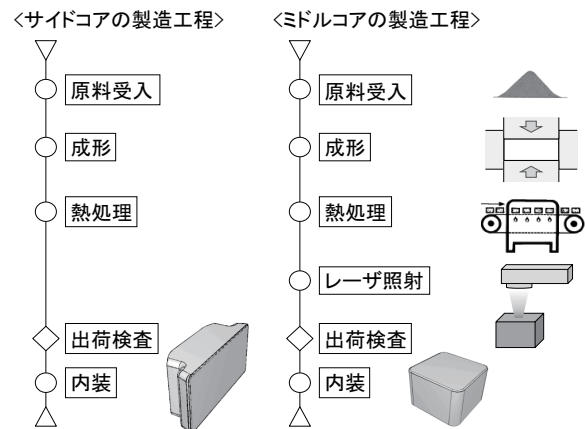 <サイドコアの製造工程>
<ミドルコアの製造工程>
原料受入
成形
熱処理
出荷検査
内装
原料受入
成形
熱処理
レーザ照射
出荷検査
内装